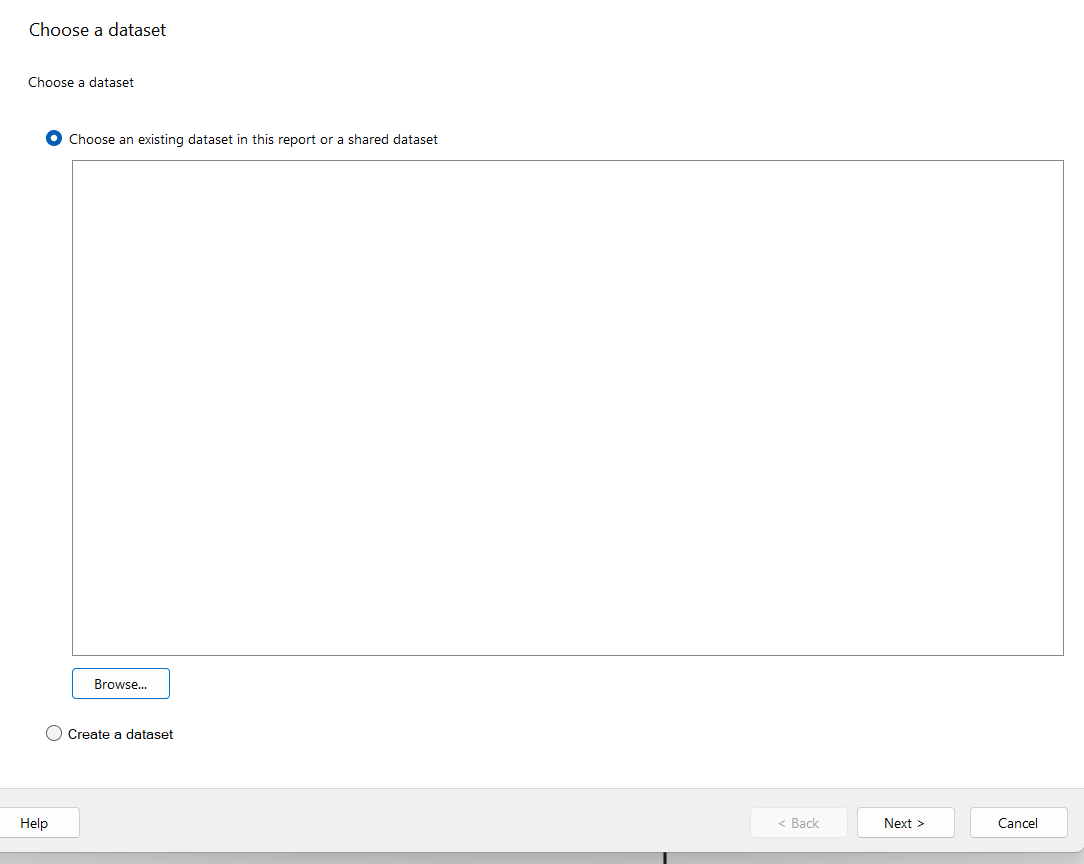 Choose a dataset
Choose a dataset
Choose an existing dataset in this report or a shared dataset
Browse...
Create a dataset
Help
< Back
Next >
Cancel